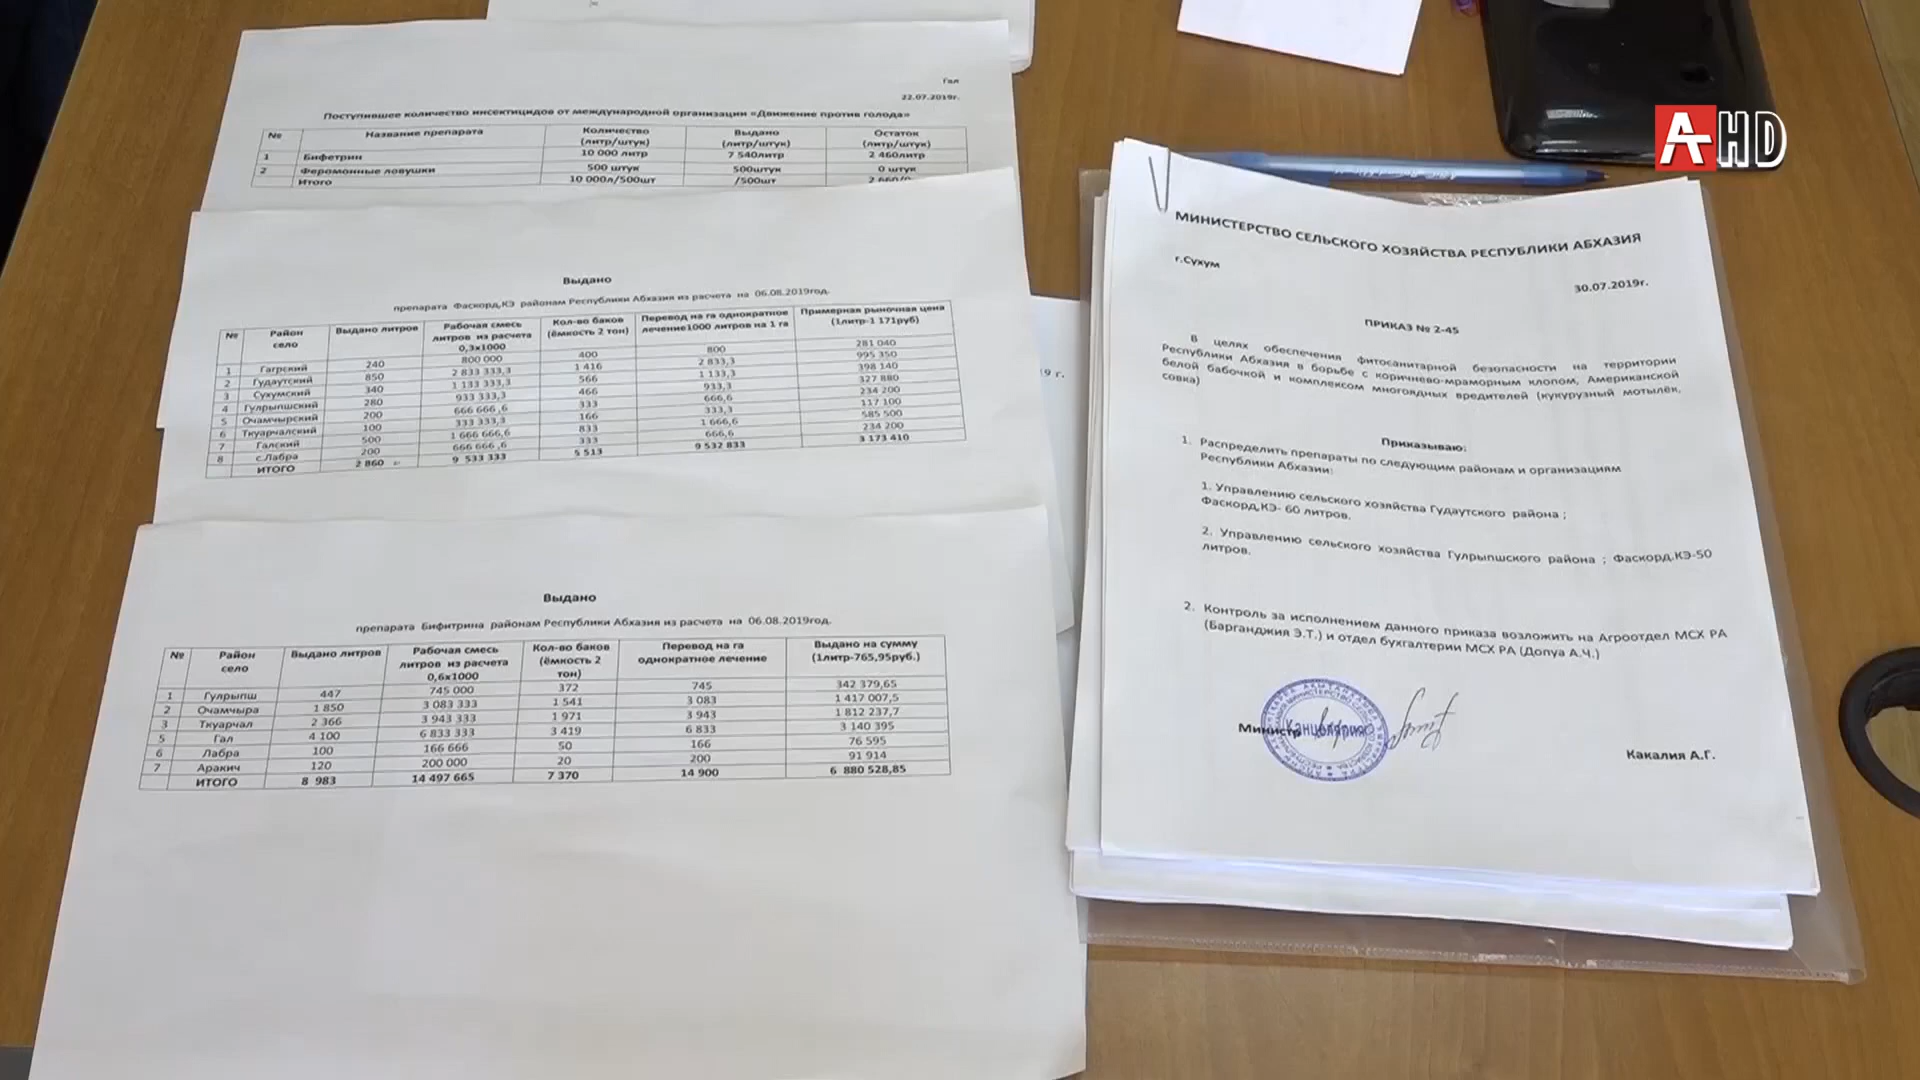 Гал
22.07.2019г.
Поступившее количество инсектицидов от международной организации «Движение против голода»
№ Название препарата Количество (литр/штук) Выдано (литр/штук) Остаток (литр/штук)
1 Бифетрин 10 000 литр 7 540литр 2 460литр
2 Феромонные ловушки 500 штук 500штук 0 штук
Итого 10 000л/500шт /500шт
Выдано
препарата Фаскорд,КЭ районам Республики Абхазия из расчета на 06.08.2019год.
№ Район село Выдано литров Рабочая смесь литров из расчета 0,3х1000 Кол-во баков (ёмкость 2 тон) Перевод на га однократное лечение1000 литров на 1 га Примерная рыночная цена (1литр-1 171руб)
1 Гагрский 240 800 000 400 800 281 040
2 Гудаутский 850 2 833 333,3 1 416 2 833,3 995 350
3 Сухумский 340 1 133 333,3 566 1 133,3 398 140
4 Гулрыпшский 280 933 333,3 466 933,3 327 880
5 Очамчырский 200 666 666 ,6 333 666,6 234 200
6 Ткуарчалский 100 333 333,3 166 333,3 117 100
7 Галский 500 1 666 666,6 833 1 666,6 585 500
8 с.Лабра 200 666 666 ,6 333 666,6 234 200
ИТОГО 2 860 9 533 333 5 513 9 532 833 3 173 410
Выдано
препарата Бифитрина районам Республики Абхазия из расчета на 06.08.2019год.
№ Район село Выдано литров Рабочая смесь литров из расчета 0,6х1000 Кол-во баков (ёмкость 2 тон) Перевод на га однократное лечение Выдано на сумму (1литр-765,95руб.)
1 Гулрыпш 447 745 000 372 745 342 379,65
2 Очамчыра 1 850 3 083 333 1 541 3 083 1 417 007,5
3 Ткуарчал 2 366 3 943 333 1 971 3 943 1 812 237,7
5 Гал 4 100 6 833 333 3 419 6 833 3 140 395
6 Лабра 100 166 666 50 166 76 595
7 Аракич 120 200 000 20 200 91 914
ИТОГО 8 983 14 497 665 7 370 14 900 6 880 528,85
9 г.
A HD
МИНИСТЕРСТВО СЕЛЬСКОГО ХОЗЯЙСТВА РЕСПУБЛИКИ АБХАЗИЯ
г.Сухум
30.07.2019г.
ПРИКАЗ № 2-45
В целях обеспечения фитосанитарной безопасности на территории
Республики Абхазия в борьбе с коричнево-мраморным клопом, Американской
белой бабочкой и комплексом многоядных вредителей (кукурузный мотылёк,
совка)
Приказываю:
1. Распределить препараты по следующим районам и организациям
Республики Абхазии:
1. Управлению сельского хозяйства Гудаутского района ;
Фаскорд,КЭ- 60 литров.
2. Управлению сельского хозяйства Гулрыпшского района ; Фаскорд.КЭ-50
литров.
2. Контроль за исполнением данного приказа возложить на Агроотдел МСХ РА
(Барганджия Э.Т.) и отдел бухгалтерии МСХ РА (Допуа А.Ч.)
Министр
Канцелярия
Какалия А.Г.